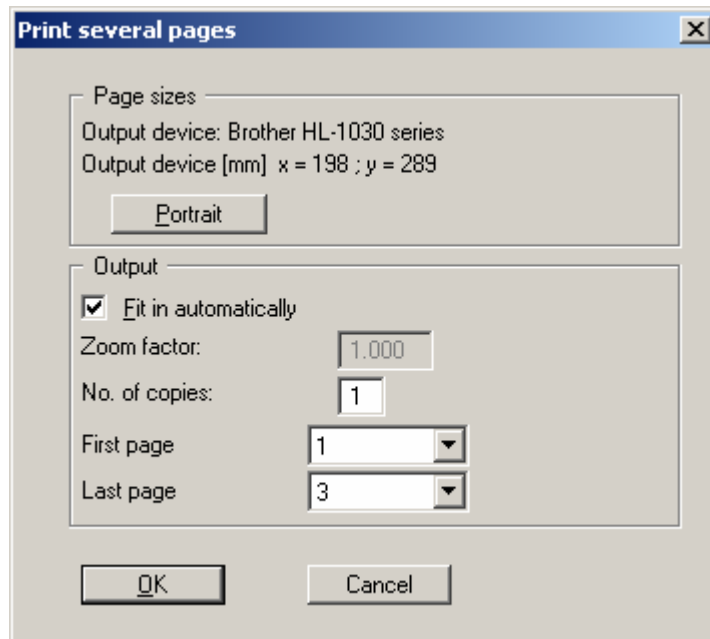 Print several pages
Page sizes
Output device: Brother HL-1030 series
Output device [mm] x = 198 ; y = 289
Portrait
Output
Fit in automatically
Zoom factor: 1.000
No. of copies: 1
First page 1
Last page 3
OK Cancel